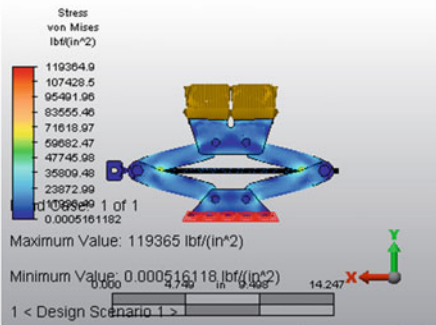 Stress
von Mises
lbf/(in^2)
119364.9
107428.5
95491.96
83555.46
71618.97
59682.47
47745.98
35809.48
23872.99
0.0005161182
Case: 1 of 1
Maximum Value: 119365 lbf/(in^2)
Minimum Value: 0.000516118 lbf/(in^2)
0.000 4.749 in 9.498 14.247
1 < Design Scenario 1 >
Y
X